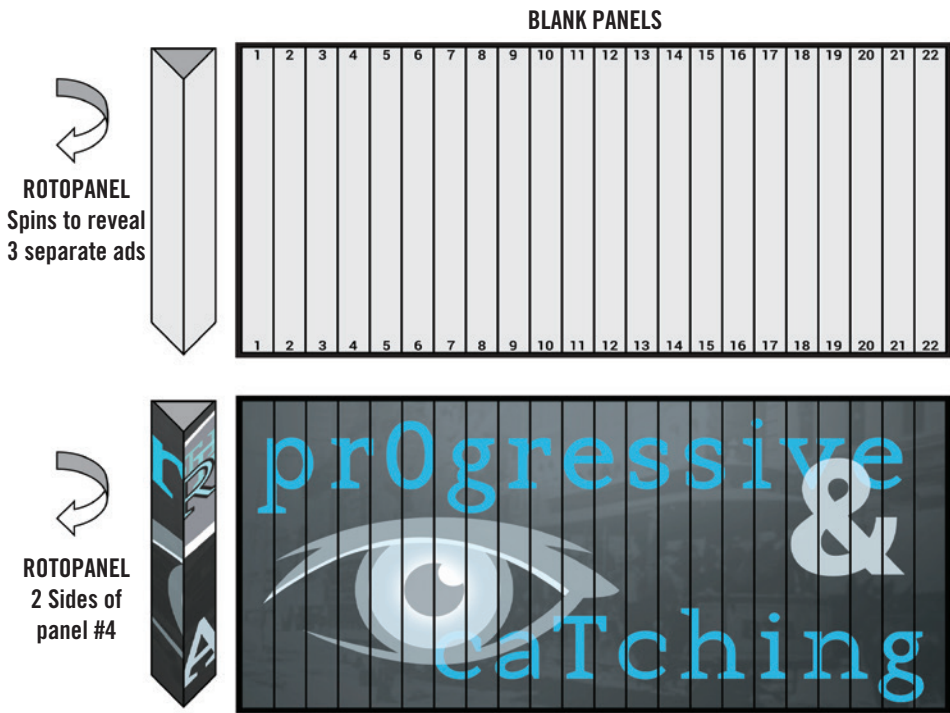 BLANK PANELS
1 2 3 4 5 6 7 8 9 10 11 12 13 14 15 16 17 18 19 20 21 22
ROTOPANEL
Spins to reveal
3 separate ads
1 2 3 4 5 6 7 8 9 10 11 12 13 14 15 16 17 18 19 20 21 22
pr0gressive
&
ROTOPANEL
2 Sides of
panel #4
caTching